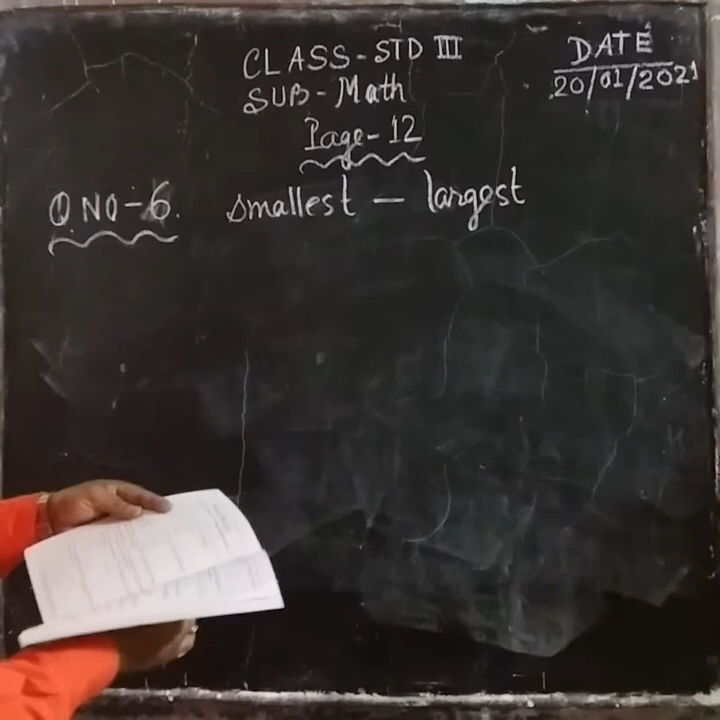 CLASS-STD III
DATE
20/01/2021
SUB-Math
Page-12
Q NO-6. smallest — largest